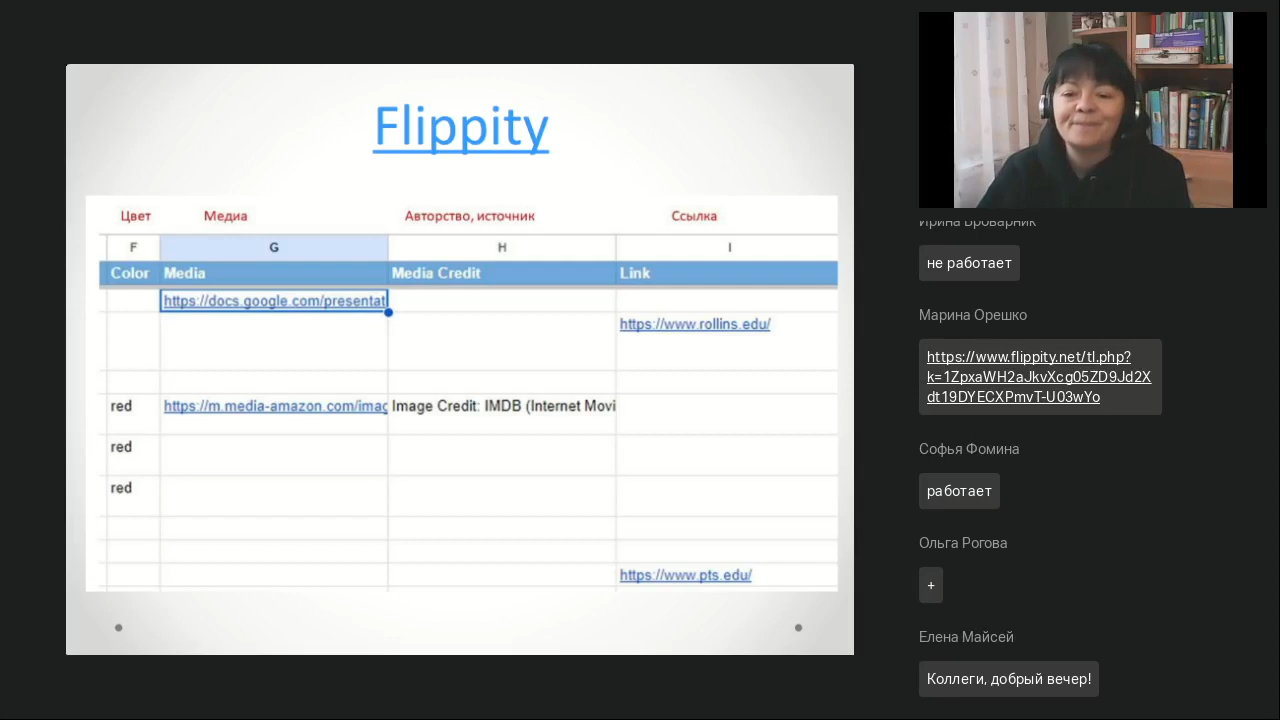 Flippity
Цвет Медиа Авторство, источник Ссылка
F G H I
Color Media Media Credit Link
https://docs.google.com/presentat
https://www.rollins.edu/
red https://m.media-amazon.com/imag Image Credit: IMDB (Internet Movi
red
red
https://www.pts.edu/
Ирина Броварник
не работает
Марина Орешко
https://www.flippity.net/tl.php?
k=1ZpxaWH2aJkvXcg05ZD9Jd2X
dt19DYECXPmvT-U03wYo
Софья Фомина
работает
Ольга Рогова
+
Елена Майсей
Коллеги, добрый вечер!